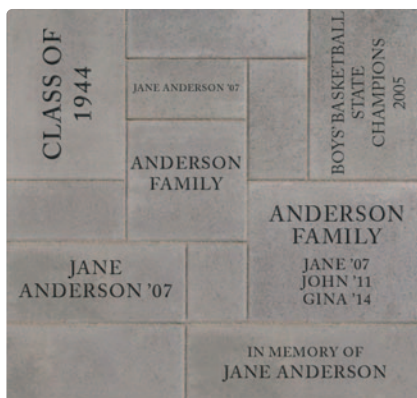 CLASS OF
1944
JANE ANDERSON '07
BOYS' BASKETBALL
STATE
CHAMPIONS
2005
ANDERSON
FAMILY
ANDERSON
FAMILY
JANE '07
JOHN '11
GINA '14
JANE
ANDERSON '07
IN MEMORY OF
JANE ANDERSON